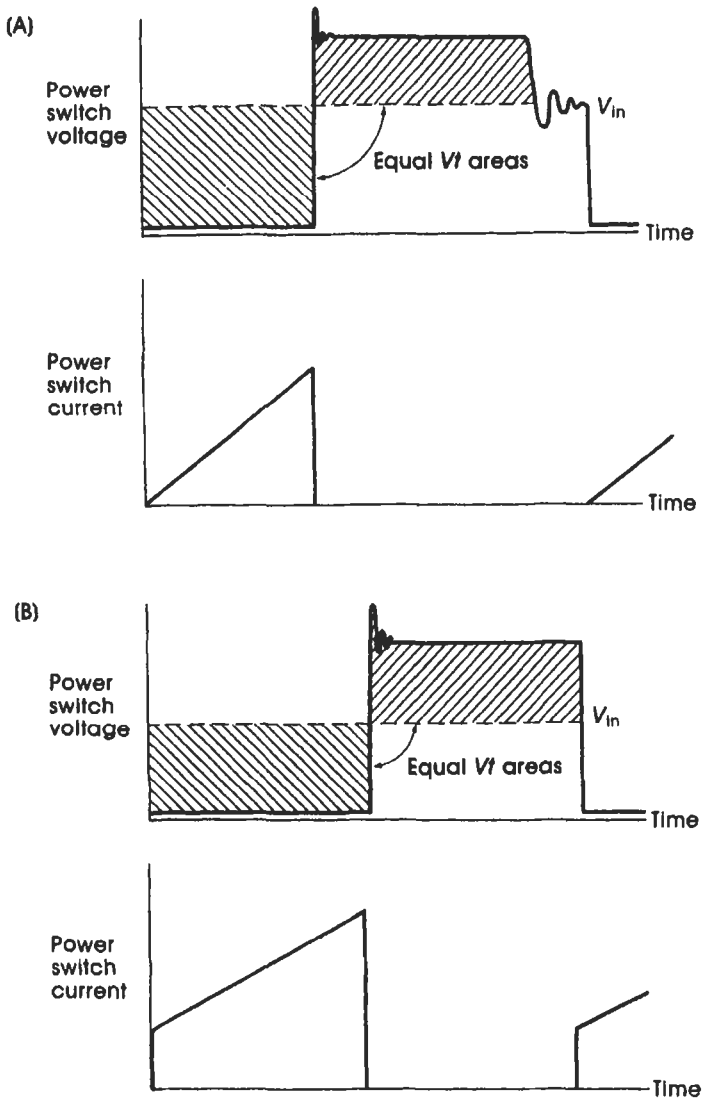 (A)
Power
switch
voltage
Vin
Equal Vt areas
Time
Power
switch
current
Time
(B)
Power
switch
voltage
Vin
Equal Vt areas
Time
Power
switch
current
Time